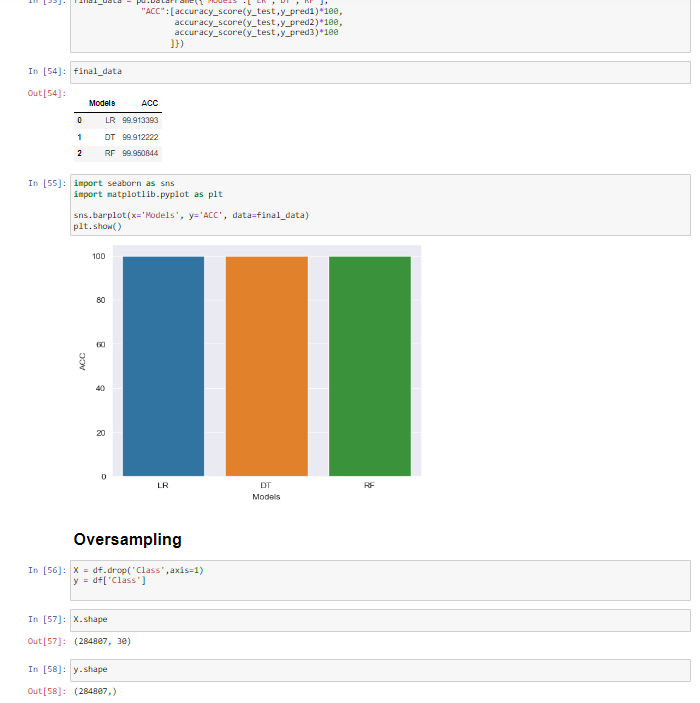 In [53]: final_data = pd.DataFrame({'Models':['LR','DT','RF'],
"ACC":[accuracy_score(y_test,y_pred1)*100,
accuracy_score(y_test,y_pred2)*100,
accuracy_score(y_test,y_pred3)*100
]})
In [54]: final_data
Out[54]:
Models ACC
0 LR 99.913393
1 DT 99.912222
2 RF 99.950844
In [55]: import seaborn as sns
import matplotlib.pyplot as plt
sns.barplot(x='Models', y='ACC', data=final_data)
plt.show()
100
80
60
40
20
0
ACC
LR DT RF
Models
Oversampling
In [56]: X = df.drop('Class',axis=1)
y = df['Class']
In [57]: X.shape
Out[57]: (284807, 30)
In [58]: y.shape
Out[58]: (284807,)